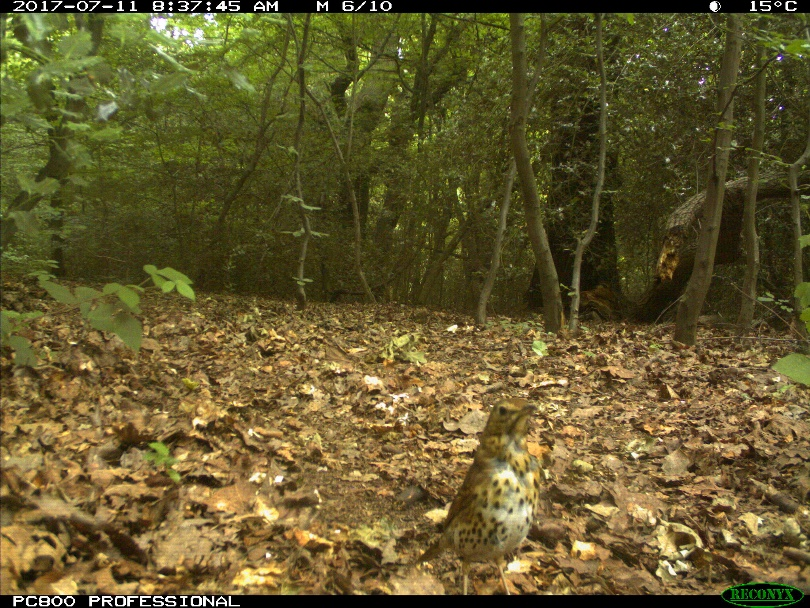 2017-07-11 8:37:45 AM M 6/10 15°C
PC800 PROFESSIONAL
RECONYX